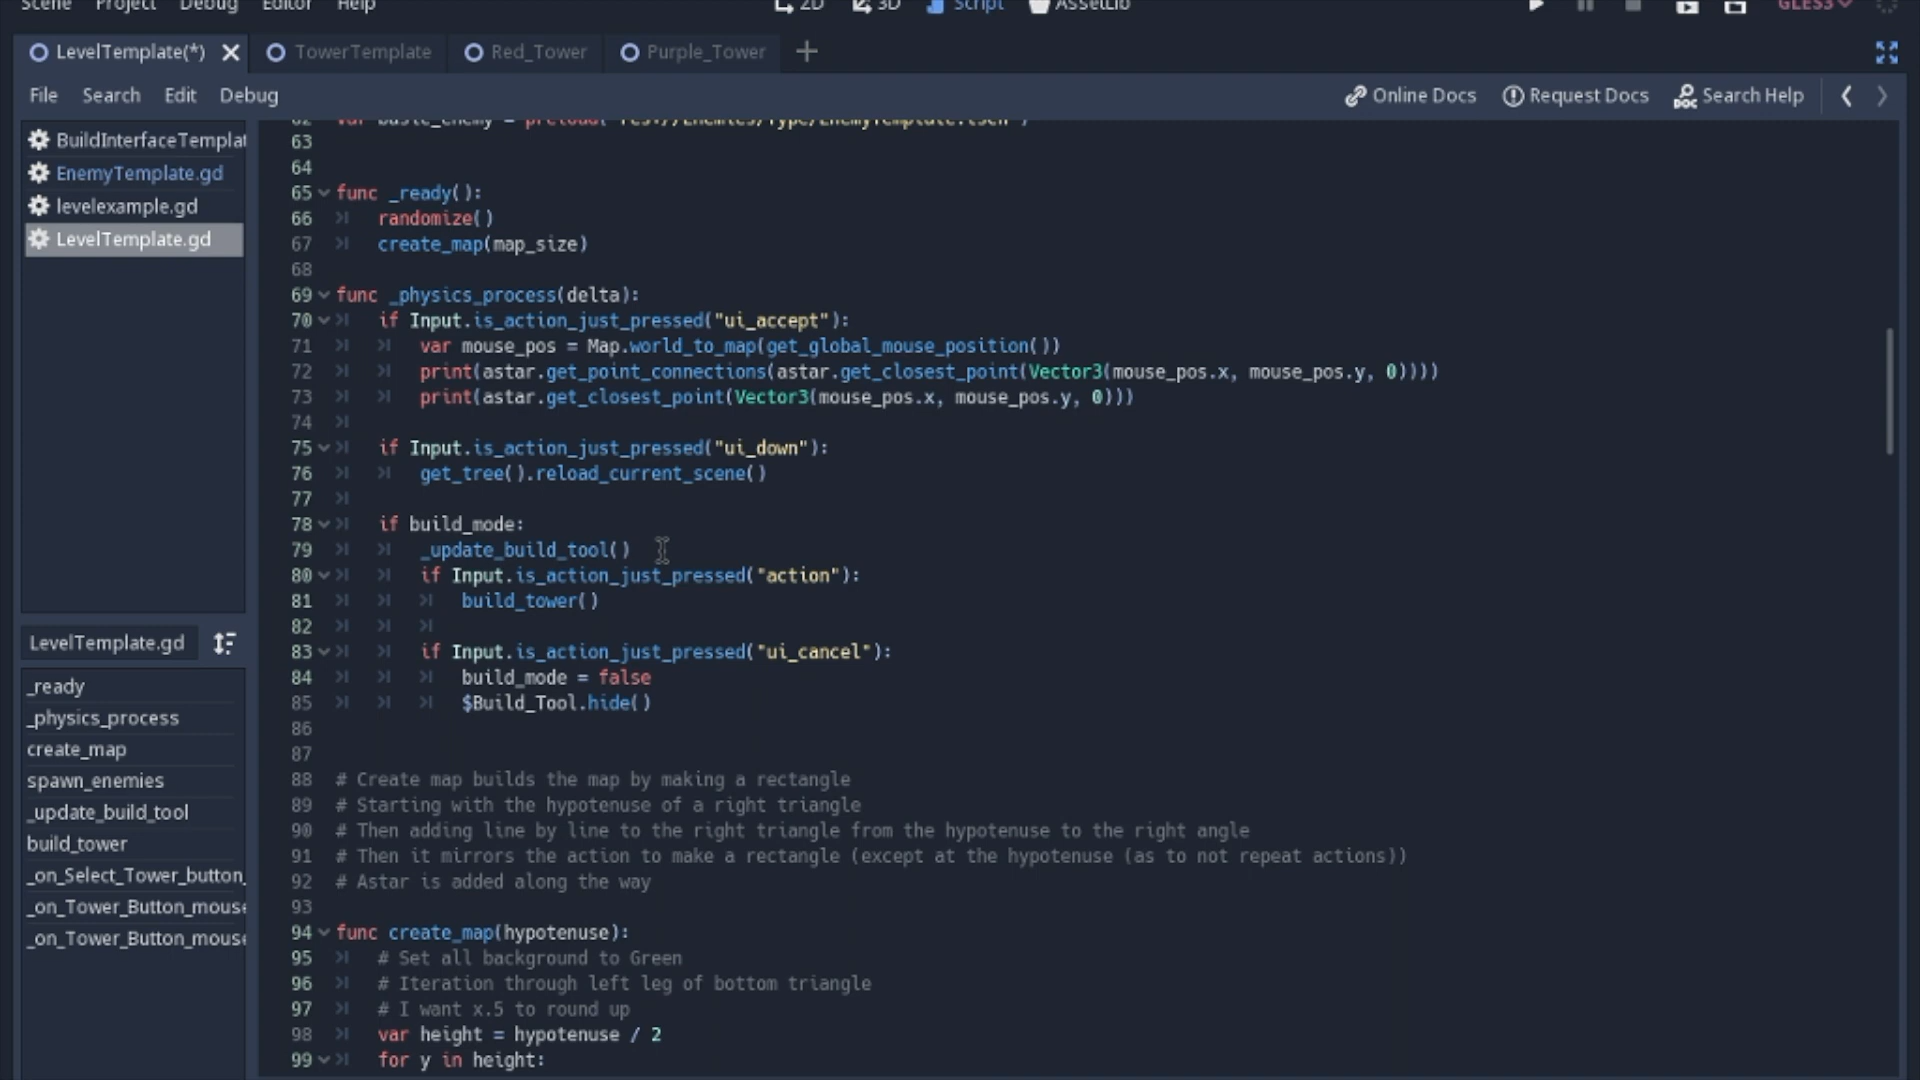 Scene Project Debug Editor Help 2D 3D Script AssetLib GLES3
LevelTemplate(*) TowerTemplate Red_Tower Purple_Tower
File Search Edit Debug Online Docs Request Docs Search Help
BuildInterfaceTemplat
EnemyTemplate.gd
levelexample.gd
LevelTemplate.gd
LevelTemplate.gd
_ready
_physics_process
create_map
spawn_enemies
_update_build_tool
build_tower
_on_Select_Tower_button_
_on_Tower_Button_mouse
_on_Tower_Button_mouse
62 var basic_enemy = preload("res://Enemies/Type/EnemyTemplate.tscn")
63
64
65 func _ready():
66 randomize()
67 create_map(map_size)
68
69 func _physics_process(delta):
70 if Input.is_action_just_pressed("ui_accept"):
71 var mouse_pos = Map.world_to_map(get_global_mouse_position())
72 print(astar.get_point_connections(astar.get_closest_point(Vector3(mouse_pos.x, mouse_pos.y, 0))))
73 print(astar.get_closest_point(Vector3(mouse_pos.x, mouse_pos.y, 0)))
74
75 if Input.is_action_just_pressed("ui_down"):
76 get_tree().reload_current_scene()
77
78 if build_mode:
79 _update_build_tool()
80 if Input.is_action_just_pressed("action"):
81 build_tower()
82
83 if Input.is_action_just_pressed("ui_cancel"):
84 build_mode = false
85 $Build_Tool.hide()
86
87
88 # Create map builds the map by making a rectangle
89 # Starting with the hypotenuse of a right triangle
90 # Then adding line by line to the right triangle from the hypotenuse to the right angle
91 # Then it mirrors the action to make a rectangle (except at the hypotenuse (as to not repeat actions))
92 # Astar is added along the way
93
94 func create_map(hypotenuse):
95 # Set all background to Green
96 # Iteration through left leg of bottom triangle
97 # I want x.5 to round up
98 var height = hypotenuse / 2
99 for y in height: